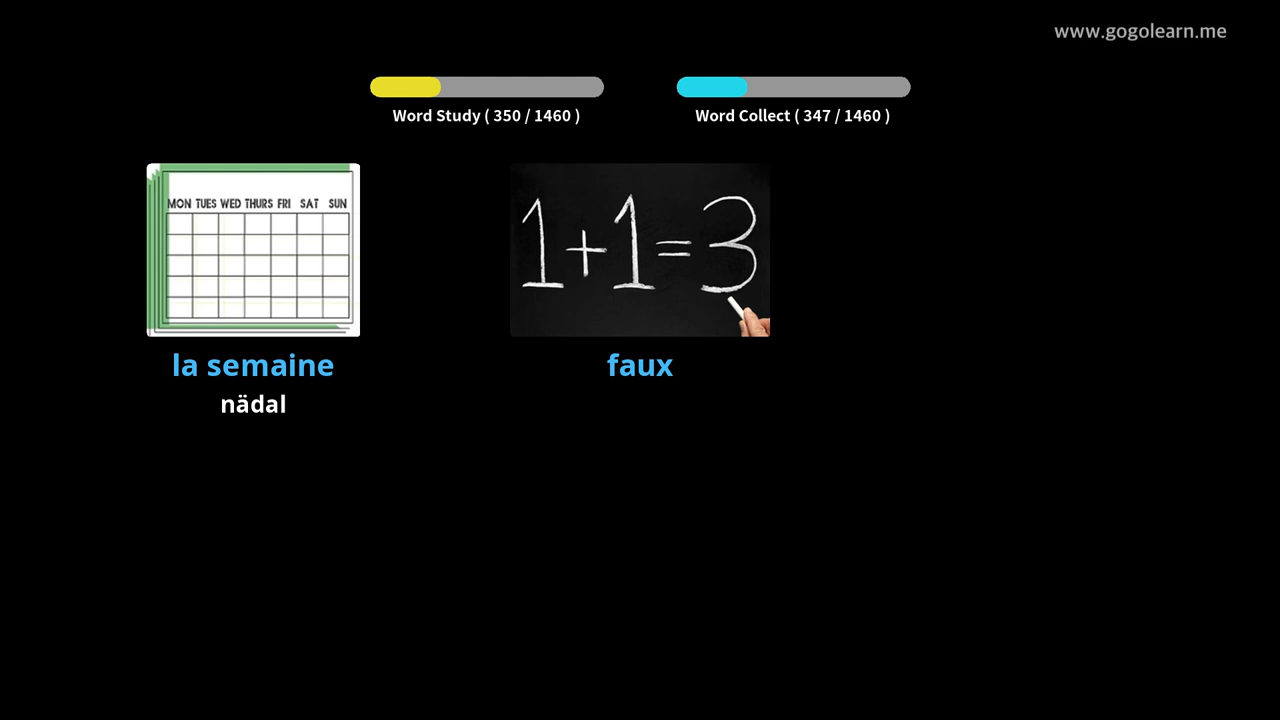 www.gogolearn.me
Word Study ( 350 / 1460 )
Word Collect ( 347 / 1460 )
MON TUES WED THURS FRI SAT SUN
1+1=3
la semaine
faux
nädal